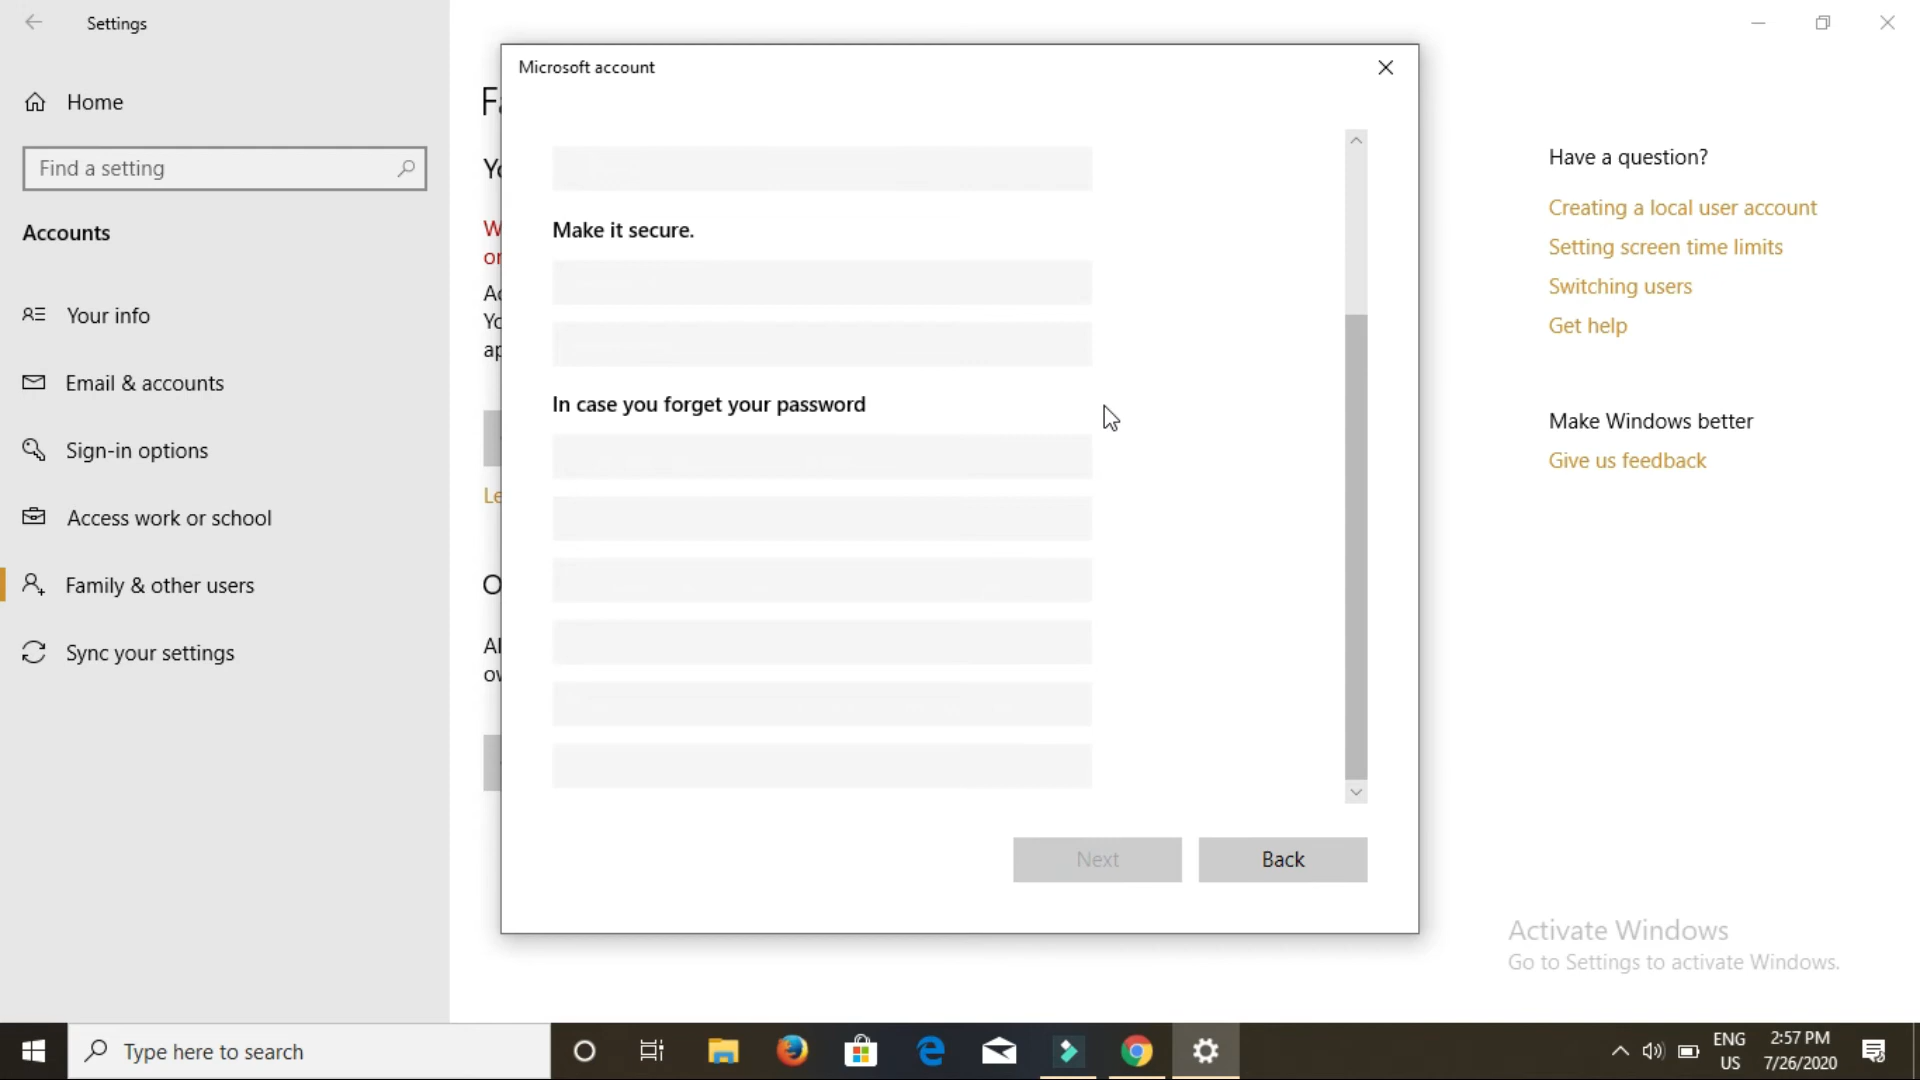 Settings
Home
Find a setting
Accounts
Your info
Email & accounts
Sign-in options
Access work or school
Family & other users
Sync your settings
Microsoft account
Make it secure.
In case you forget your password
Next
Back
Have a question?
Creating a local user account
Setting screen time limits
Switching users
Get help
Make Windows better
Give us feedback
Activate Windows
Go to Settings to activate Windows.
Type here to search
ENG
US
2:57 PM
7/26/2020